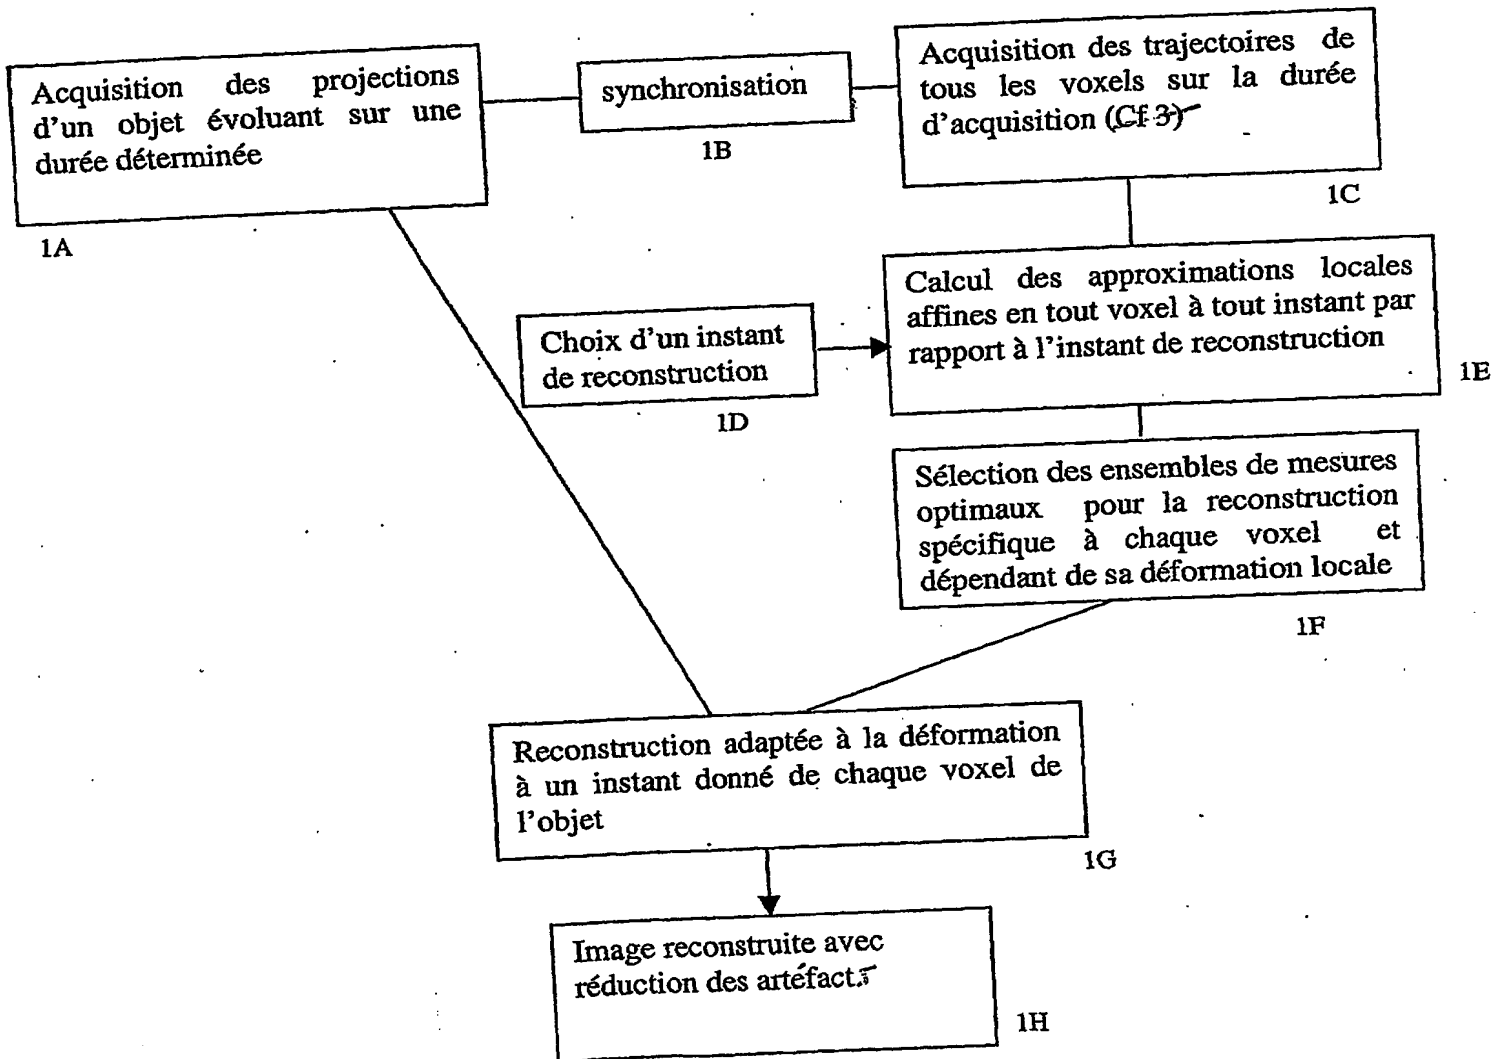 Acquisition des projections
d'un objet évoluant sur une
durée déterminée
1A
synchronisation
1B
Acquisition des trajectoires de
tous les voxels sur la durée
d'acquisition (Cf 3)
1C
Choix d'un instant
de reconstruction
1D
Calcul des approximations locales
affines en tout voxel à tout instant par
rapport à l'instant de reconstruction
1E
Sélection des ensembles de mesures
optimaux pour la reconstruction
spécifique à chaque voxel et
dépendant de sa déformation locale
1F
Reconstruction adaptée à la déformation
à un instant donné de chaque voxel de
l'objet
1G
Image reconstruite avec
réduction des artéfacts
1H